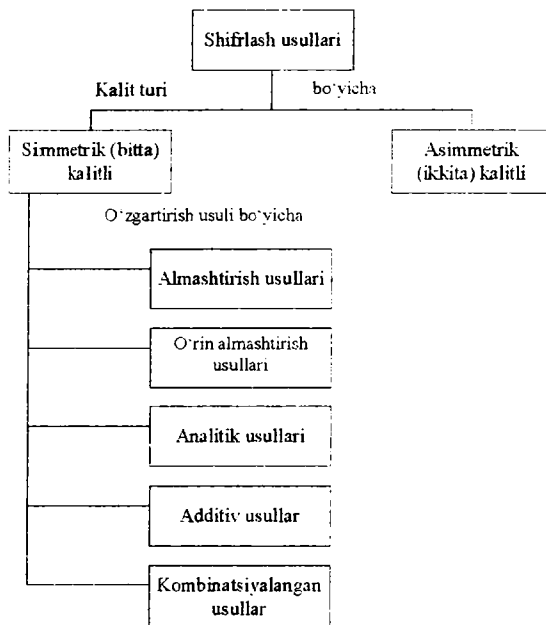 Shifrlash usullari
Kalit turi bo'yicha
Simmetrik (bitta)
kalitli
Asimmetrik
(ikkita) kalitli
O'zgartirish usuli bo'yicha
Almashtirish usullari
O'rin almashtirish
usullari
Analitik usullari
Additiv usullar
Kombinatsiyalangan
usullar